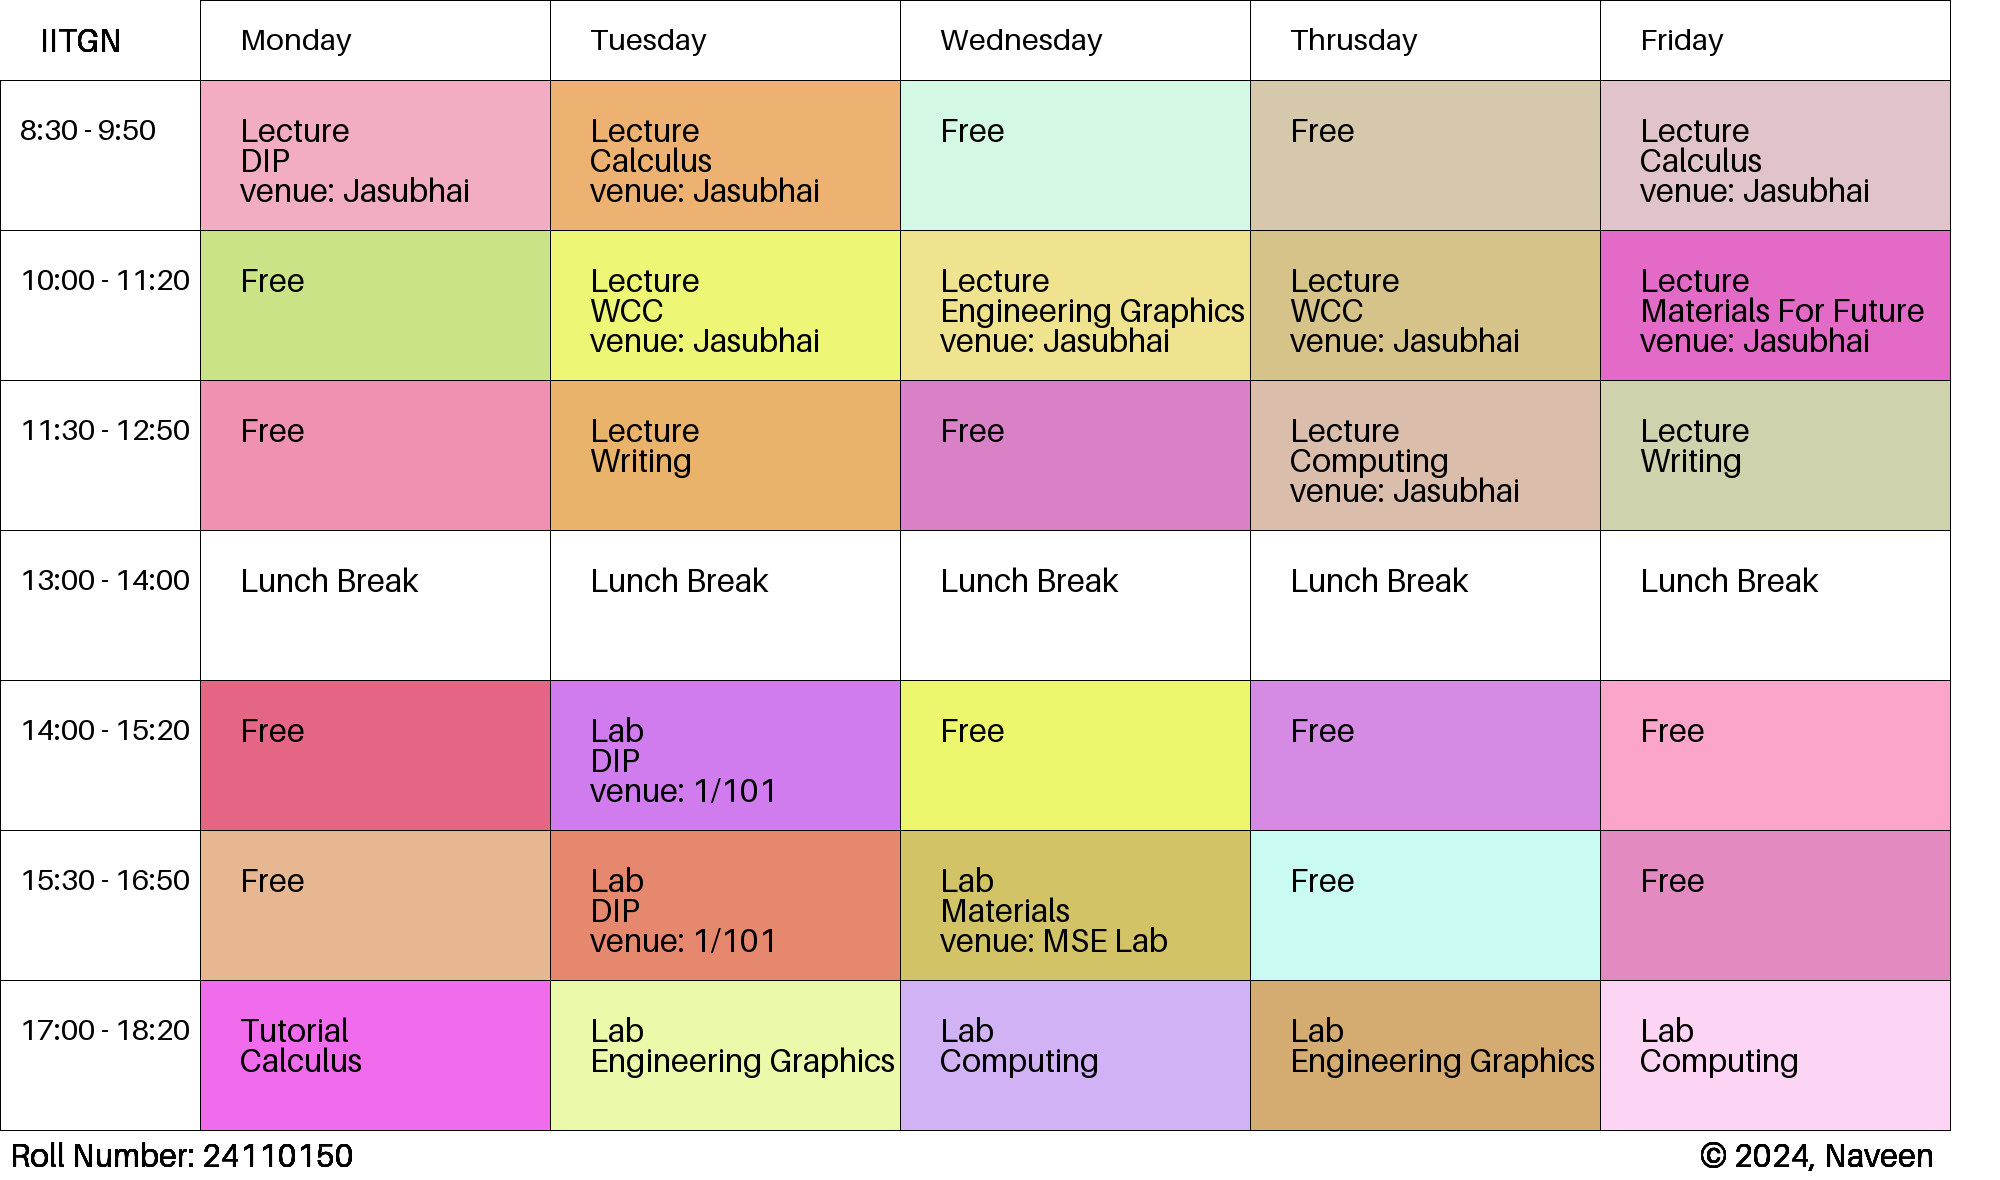 IITGN Monday Tuesday Wednesday Thrusday Friday
8:30 - 9:50
Lecture
DIP
venue: Jasubhai
Lecture
Calculus
venue: Jasubhai
Free
Free
Lecture
Calculus
venue: Jasubhai
10:00 - 11:20
Free
Lecture
WCC
venue: Jasubhai
Lecture
Engineering Graphics
venue: Jasubhai
Lecture
WCC
venue: Jasubhai
Lecture
Materials For Future
venue: Jasubhai
11:30 - 12:50
Free
Lecture
Writing
Free
Lecture
Computing
venue: Jasubhai
Lecture
Writing
13:00 - 14:00
Lunch Break
Lunch Break
Lunch Break
Lunch Break
Lunch Break
14:00 - 15:20
Free
Lab
DIP
venue: 1/101
Free
Free
Free
15:30 - 16:50
Free
Lab
DIP
venue: 1/101
Lab
Materials
venue: MSE Lab
Free
Free
17:00 - 18:20
Tutorial
Calculus
Lab
Engineering Graphics
Lab
Computing
Lab
Engineering Graphics
Lab
Computing
Roll Number: 24110150
© 2024, Naveen